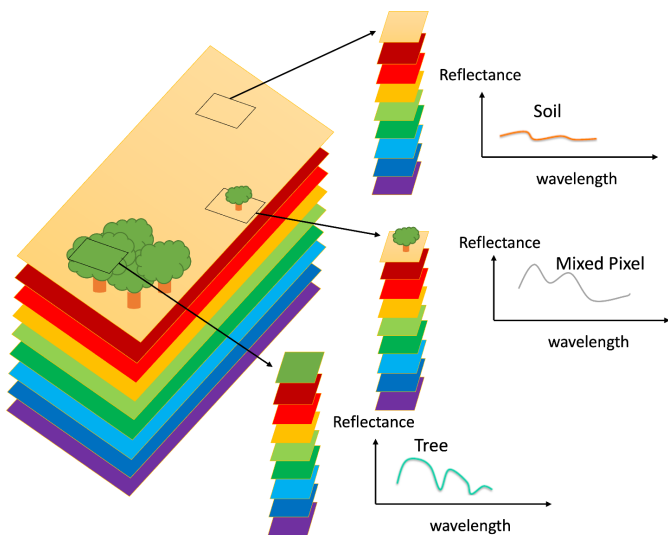 Reflectance
Soil
wavelength
Reflectance
Mixed Pixel
wavelength
Reflectance
Tree
wavelength